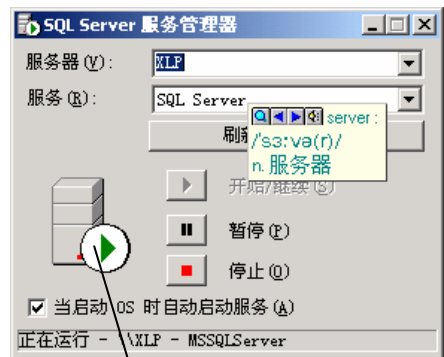 SQL Server 服务管理器
服务器(V):
XLP
服务(R):
SQL Server
server:
/'sɜ:və(r)/
n. 服务器
刷新
开始/继续(S)
暂停(P)
停止(O)
当启动 OS 时自动启动服务(A)
正在运行 - \\XLP - MSSQLServer